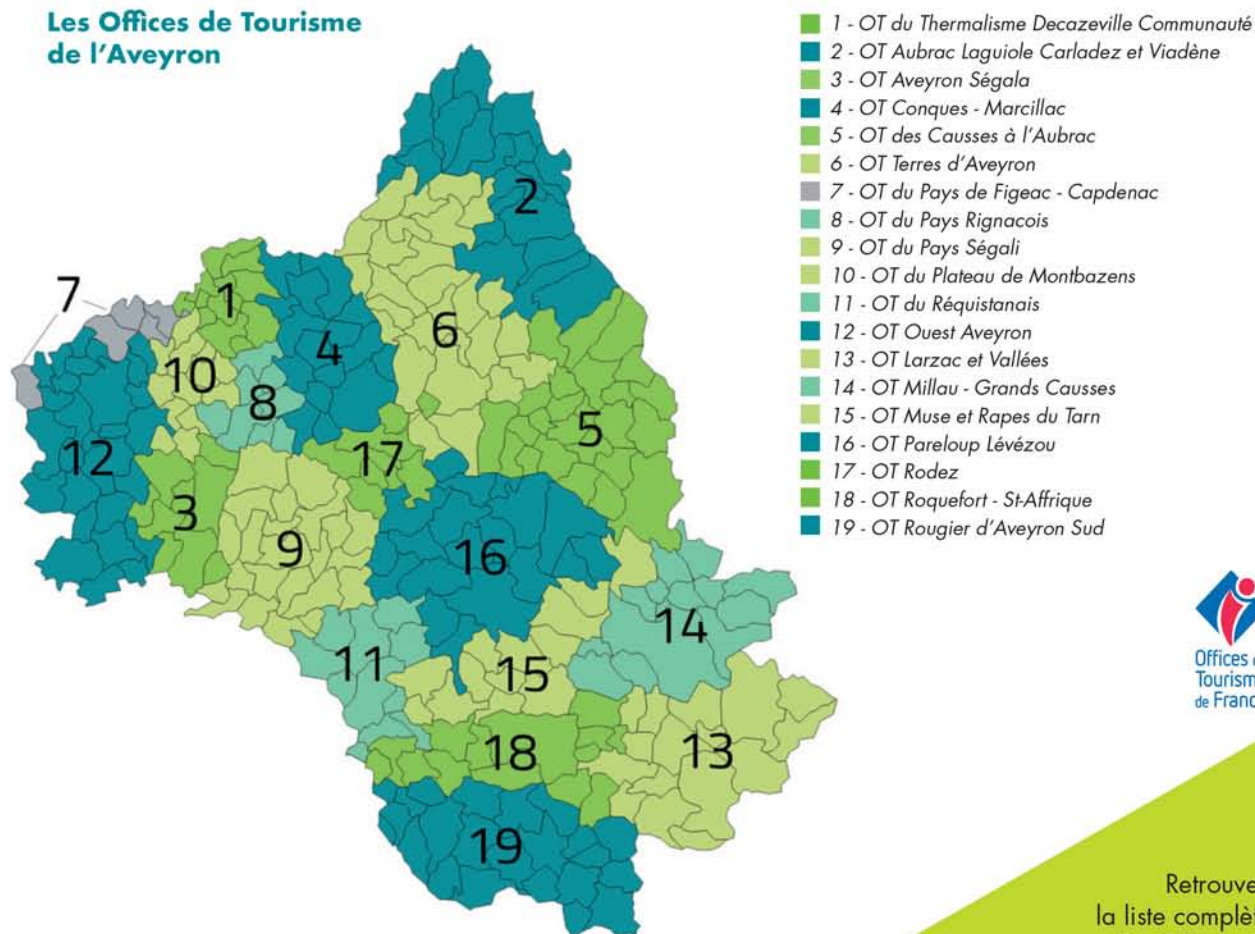 Les Offices de Tourisme
de l'Aveyron
1 - OT du Thermalisme Decazeville Communauté
2 - OT Aubrac Laguiole Carladez et Viadène
3 - OT Aveyron Ségala
4 - OT Conques - Marcillac
5 - OT des Causses à l'Aubrac
6 - OT Terres d'Aveyron
7 - OT du Pays de Figeac - Capdenac
8 - OT du Pays Rignacois
9 - OT du Pays Ségali
10 - OT du Plateau de Montbazens
11 - OT du Réquistanais
12 - OT Ouest Aveyron
13 - OT Larzac et Vallées
14 - OT Millau - Grands Causses
15 - OT Muse et Rapes du Tarn
16 - OT Pareloup Lévézou
17 - OT Rodez
18 - OT Roquefort - St-Affrique
19 - OT Rougier d'Aveyron Sud
2
7
1
6
4
10
8
5
12
17
3
9
16
14
11
15
18
13
19
Offices
Tourism
de Franc
Retrouve
la liste complèt